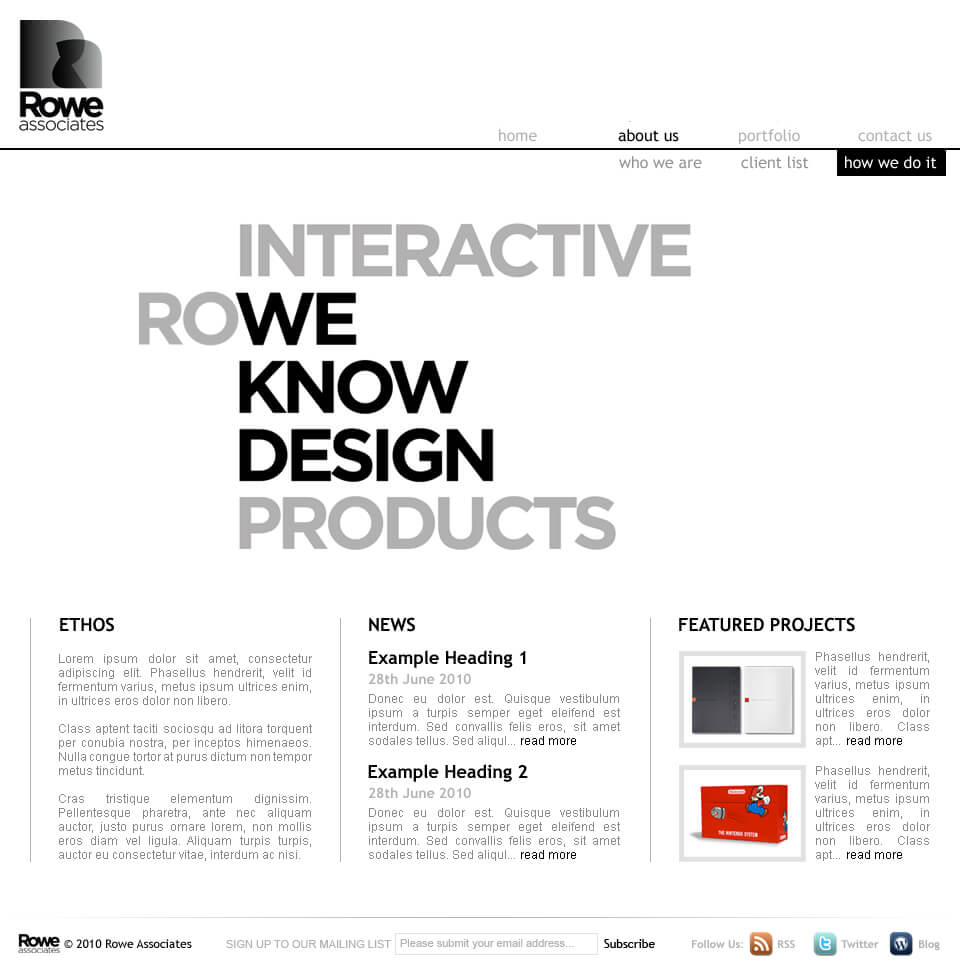 Rowe
associates
home about us portfolio contact us
who we are client list how we do it
INTERACTIVE
ROWE
KNOW
DESIGN
PRODUCTS
ETHOS
Lorem ipsum dolor sit amet, consectetur
adipiscing elit. Phasellus hendrerit, velit id
fermentum varius, metus ipsum ultrices enim,
in ultrices eros dolor non libero.
Class aptent taciti sociosqu ad litora torquent
per conubia nostra, per inceptos himenaeos.
Nulla congue tortor at purus dictum non tempor
metus tincidunt.
Cras tristique elementum dignissim.
Pellentesque pharetra, ante nec aliquam
auctor, justo purus ornare lorem, non mollis
eros diam vel ligula. Aliquam turpis turpis,
auctor eu consectetur vitae, interdum ac nisi.
NEWS
Example Heading 1
28th June 2010
Donec eu dolor est. Quisque vestibulum
ipsum a turpis semper eget eleifend est
interdum. Sed convallis felis eros, sit amet
sodales tellus. Sed aliqul... read more
Example Heading 2
28th June 2010
Donec eu dolor est. Quisque vestibulum
ipsum a turpis semper eget eleifend est
interdum. Sed convallis felis eros, sit amet
sodales tellus. Sed aliqul... read more
FEATURED PROJECTS
Phasellus hendrerit,
velit id fermentum
varius, metus ipsum
ultrices enim, in
ultrices eros dolor
non libero. Class
apt... read more
Nintendo
THE NINTENDO SYSTEM
Phasellus hendrerit,
velit id fermentum
varius, metus ipsum
ultrices enim, in
ultrices eros dolor
non libero. Class
apt... read more
Rowe
associates
© 2010 Rowe Associates SIGN UP TO OUR MAILING LIST Please submit your email address... Subscribe Follow Us: RSS Twitter Blog